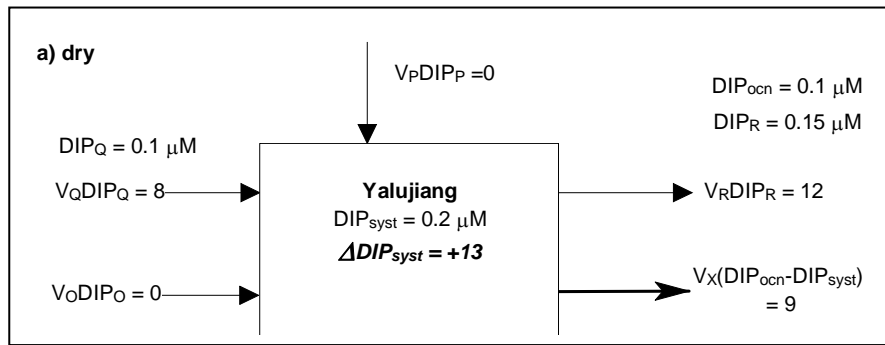 a) dry
VPDIPP =0
DIPocn = 0.1 μM
DIPR = 0.15 μM
DIPQ = 0.1 μM
VQDIPQ = 8
Yalujiang
DIPsyst = 0.2 μM
ΔDIPsyst = +13
VRDIPR = 12
VODIPO = 0
VX(DIPocn-DIPsyst)
= 9